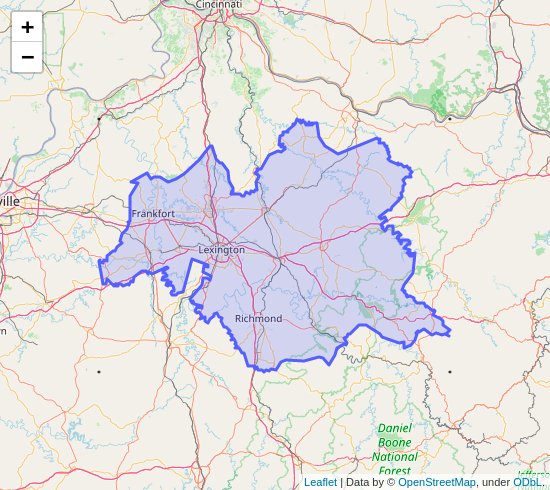 +
−
Cincinnati
ville
Frankfort
Lexington
Richmond
Daniel
Boone
National
Forest
Leaflet | Data by © OpenStreetMap, under ODbL.